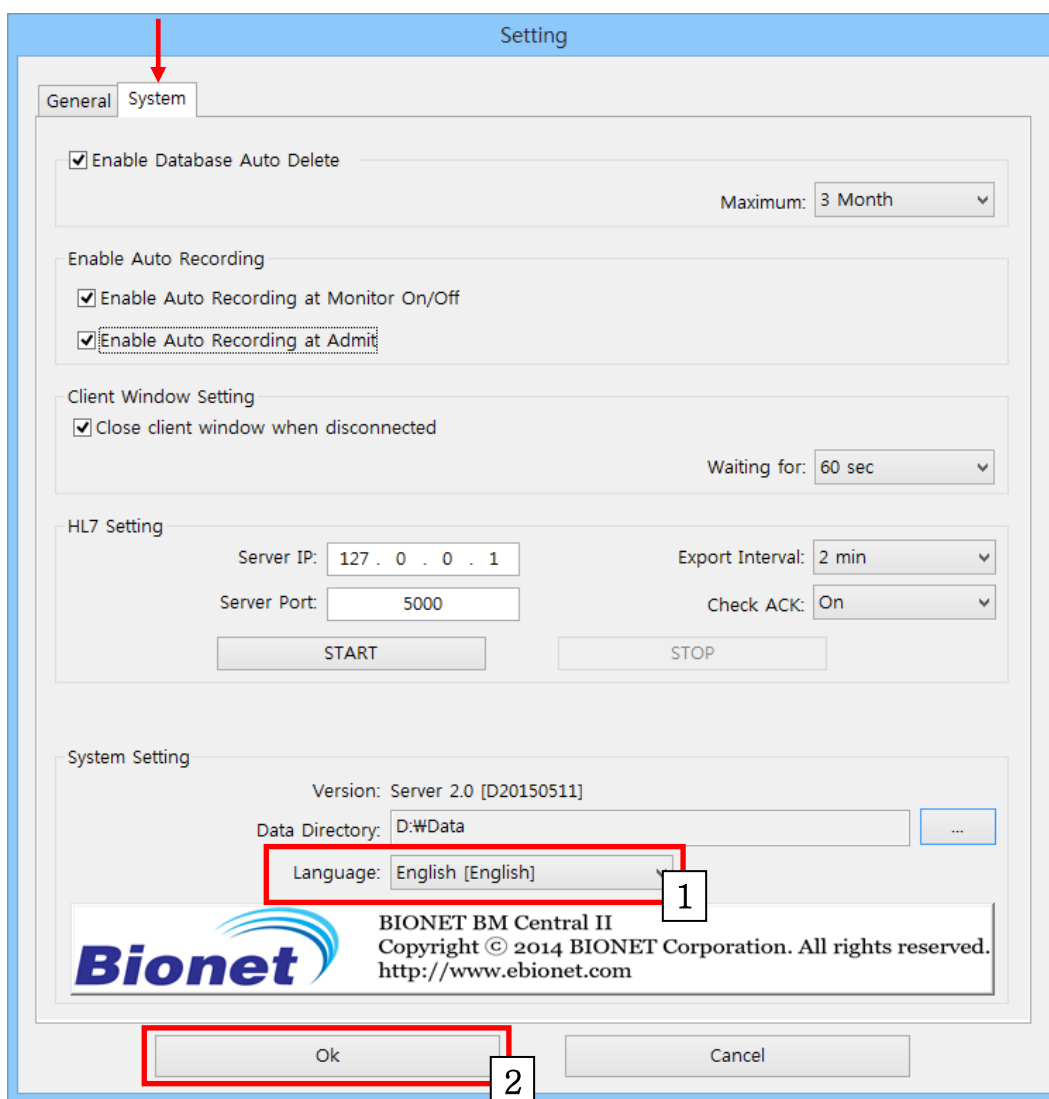 Setting
General System
Enable Database Auto Delete
Maximum: 3 Month
Enable Auto Recording
Enable Auto Recording at Monitor On/Off
Enable Auto Recording at Admit
Client Window Setting
Close client window when disconnected
Waiting for: 60 sec
HL7 Setting
Server IP: 127 . 0 . 0 . 1 Export Interval: 2 min
Server Port: 5000 Check ACK: On
START STOP
System Setting
Version: Server 2.0 [D20150511]
Data Directory: D:₩Data ...
Language: English [English]
1
Bionet
BIONET BM Central II
Copyright © 2014 BIONET Corporation. All rights reserved.
http://www.ebionet.com
Ok Cancel
2